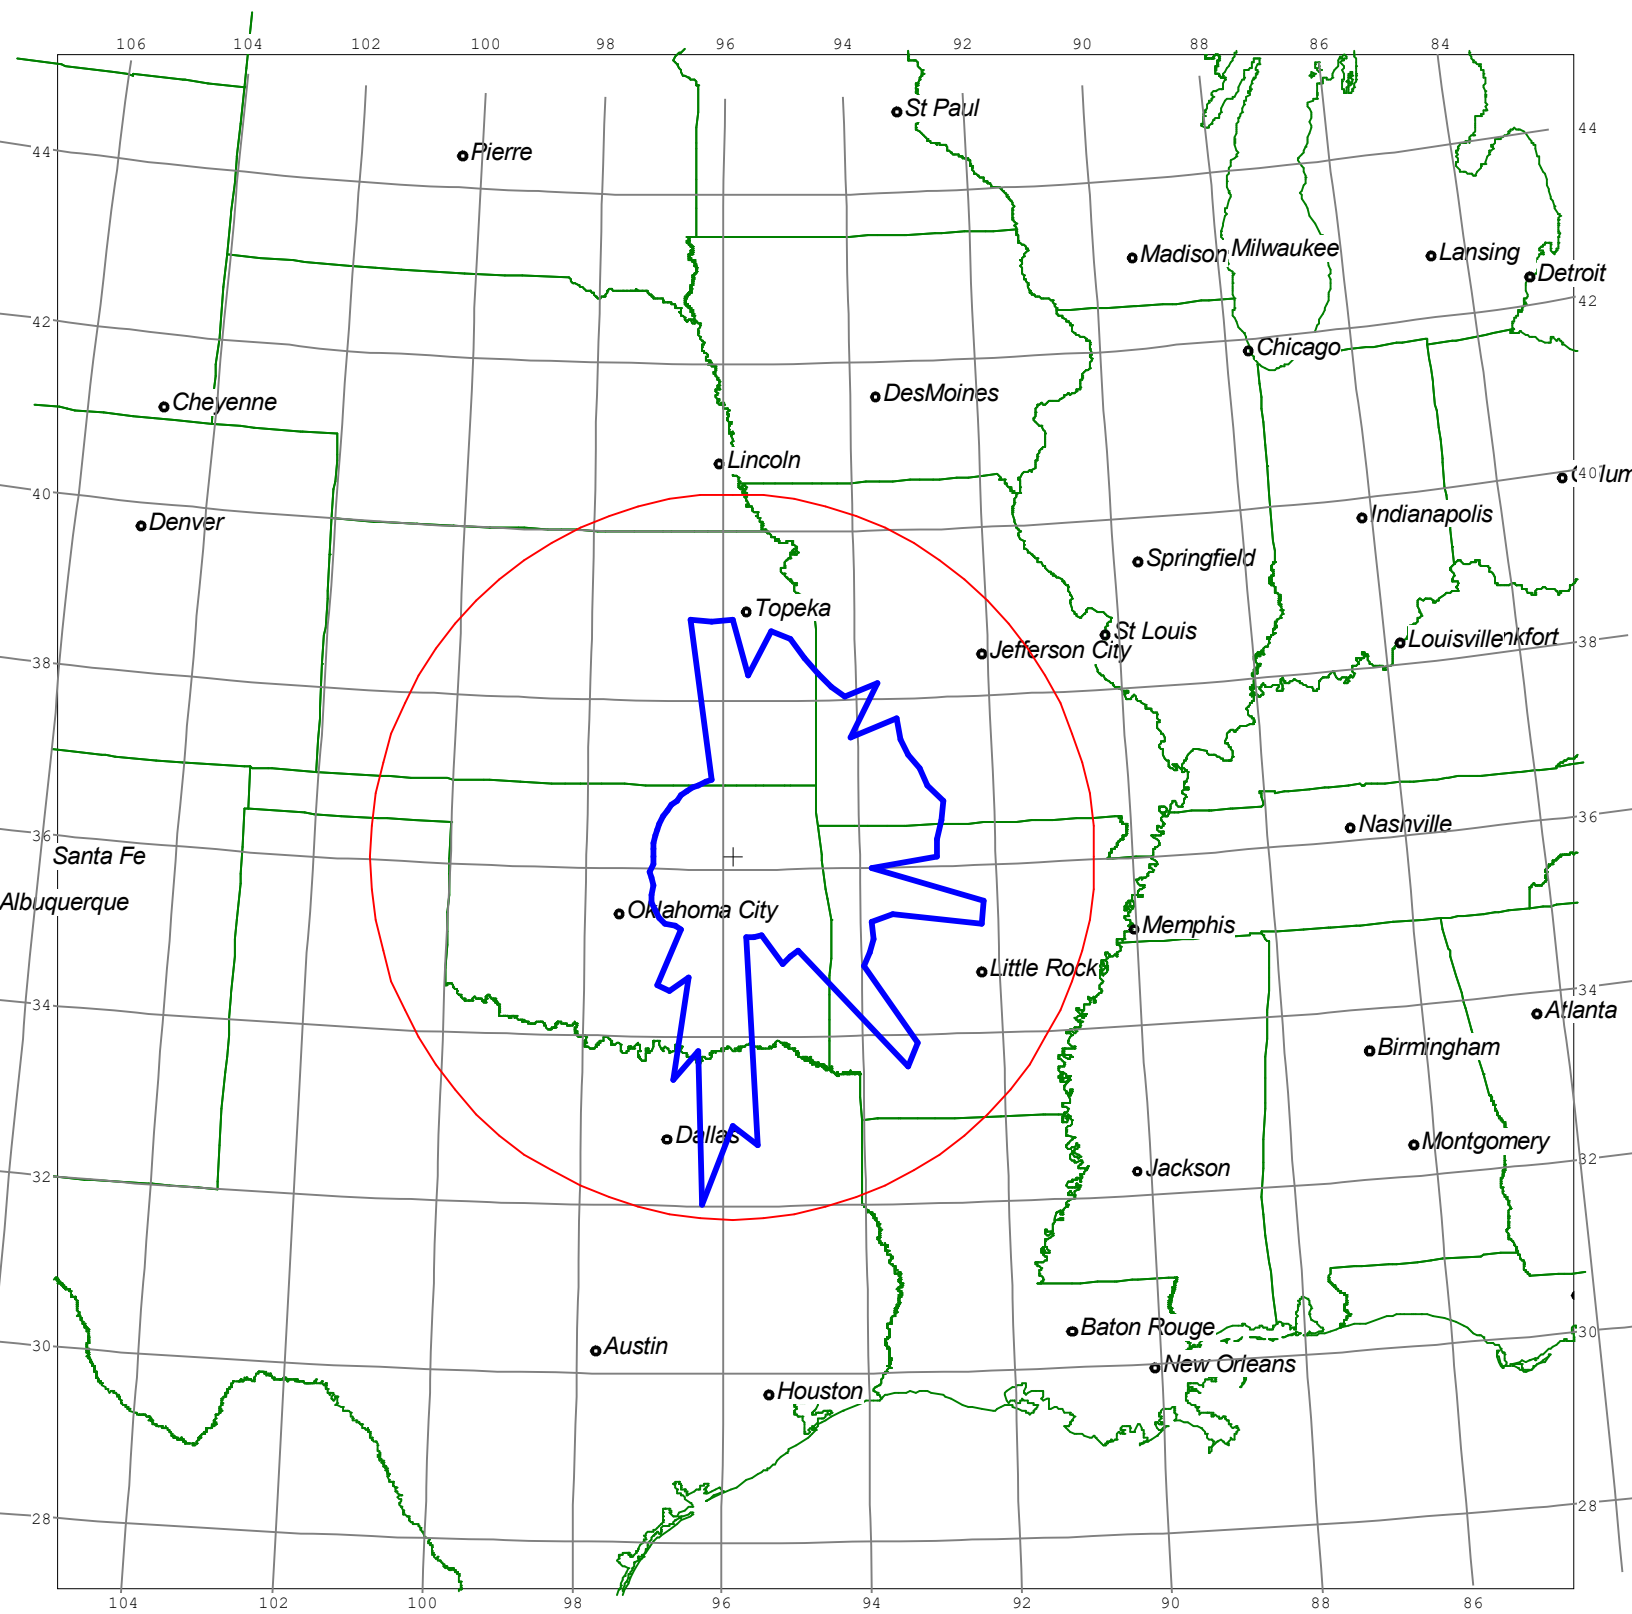 106 104 102 100 98 96 94 92 90 88 86 84
St Paul
44
Pierre
44
Madison Milwaukee Lansing
Detroit
42
42
Chicago
DesMoines
Cheyenne
Lincoln
40
40
Denver
Indianapolis
Springfield
Topeka
St Louis
Jefferson City
Louisville nkfort
38
38
36
Nashville
36
Santa Fe
Albuquerque
Oklahoma City
Memphis
Little Rock
34
34
Atlanta
Birmingham
Dallas
Montgomery
32
Jackson
32
Baton Rouge
30
30
Austin
New Orleans
Houston
28
28
104 102 100 98 96 94 92 90 88 86